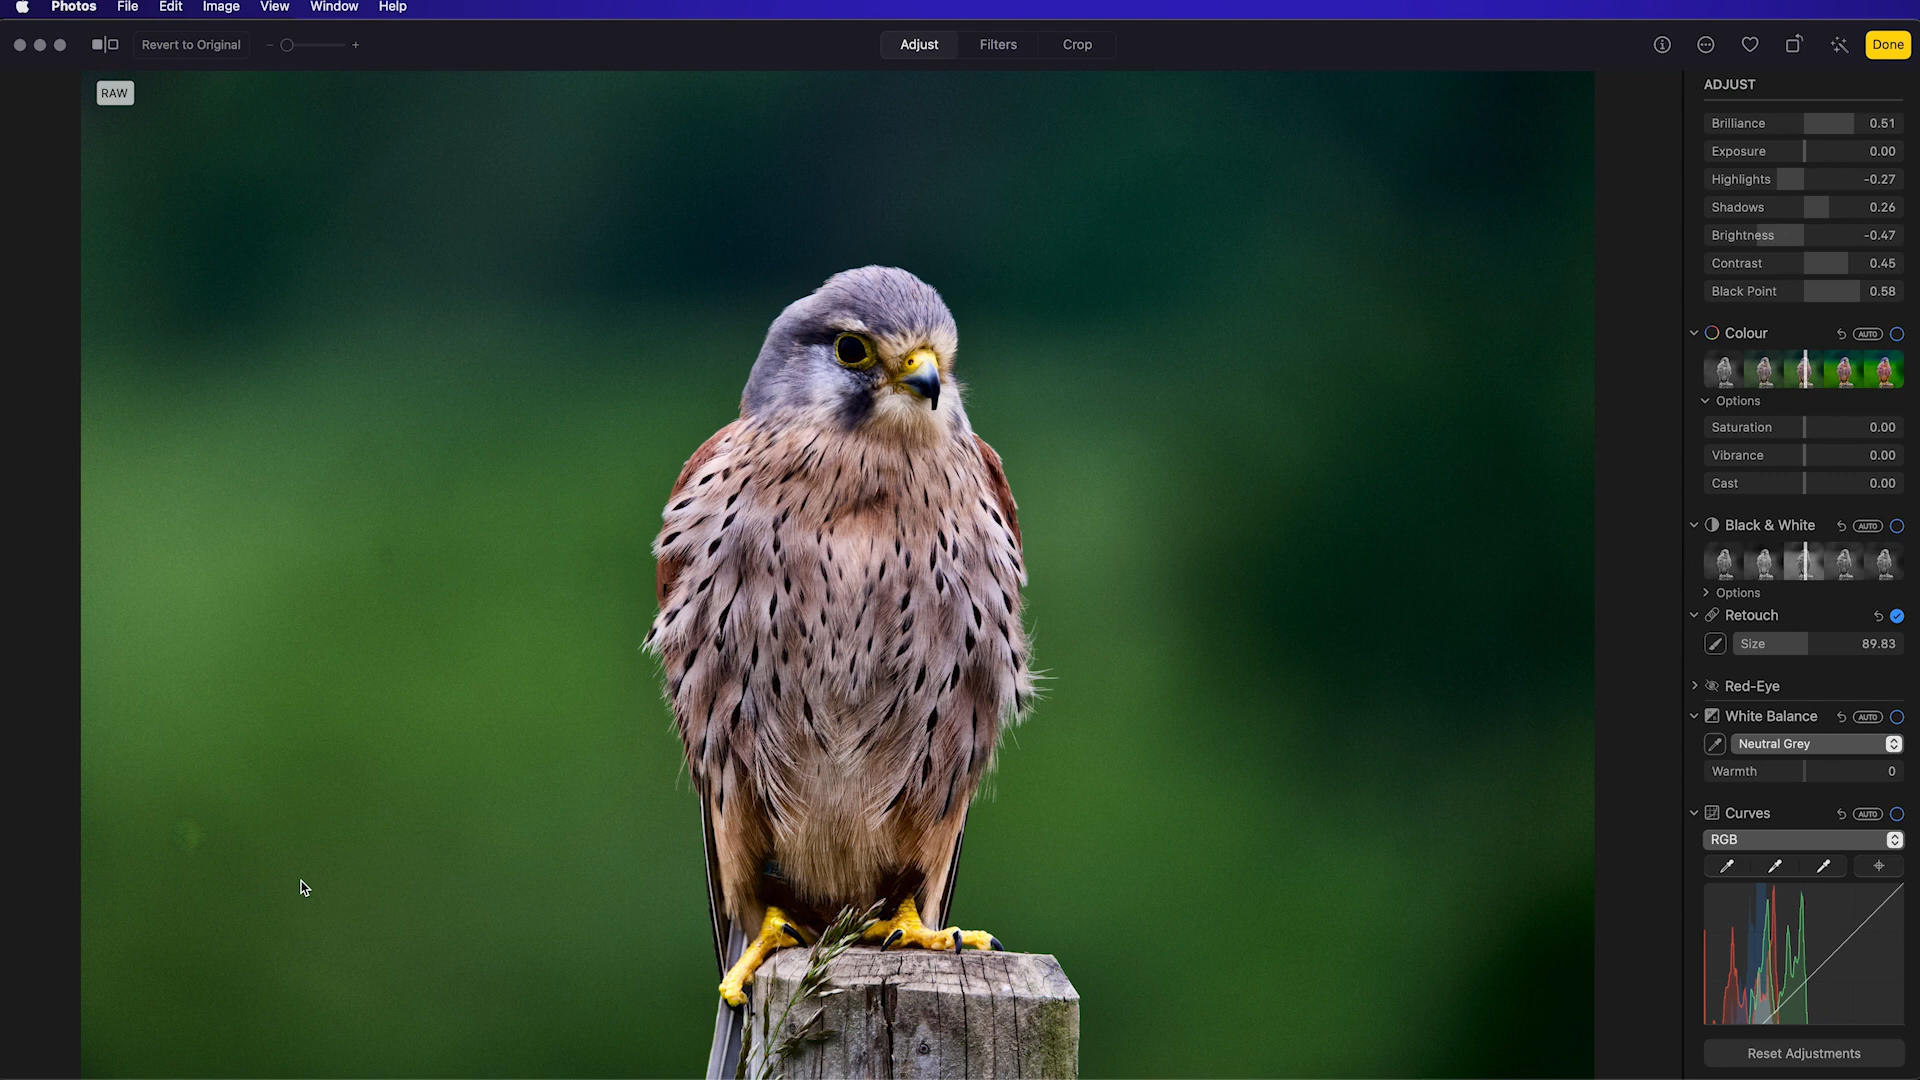 Photos File Edit Image View Window Help
Revert to Original
Adjust Filters Crop
Done
RAW
ADJUST
Brilliance 0.51
Exposure 0.00
Highlights -0.27
Shadows 0.26
Brightness -0.47
Contrast 0.45
Black Point 0.58
Colour AUTO
Options
Saturation 0.00
Vibrance 0.00
Cast 0.00
Black & White AUTO
Options
Retouch
Size 89.83
Red-Eye
White Balance AUTO
Neutral Grey
Warmth 0
Curves AUTO
RGB
Reset Adjustments